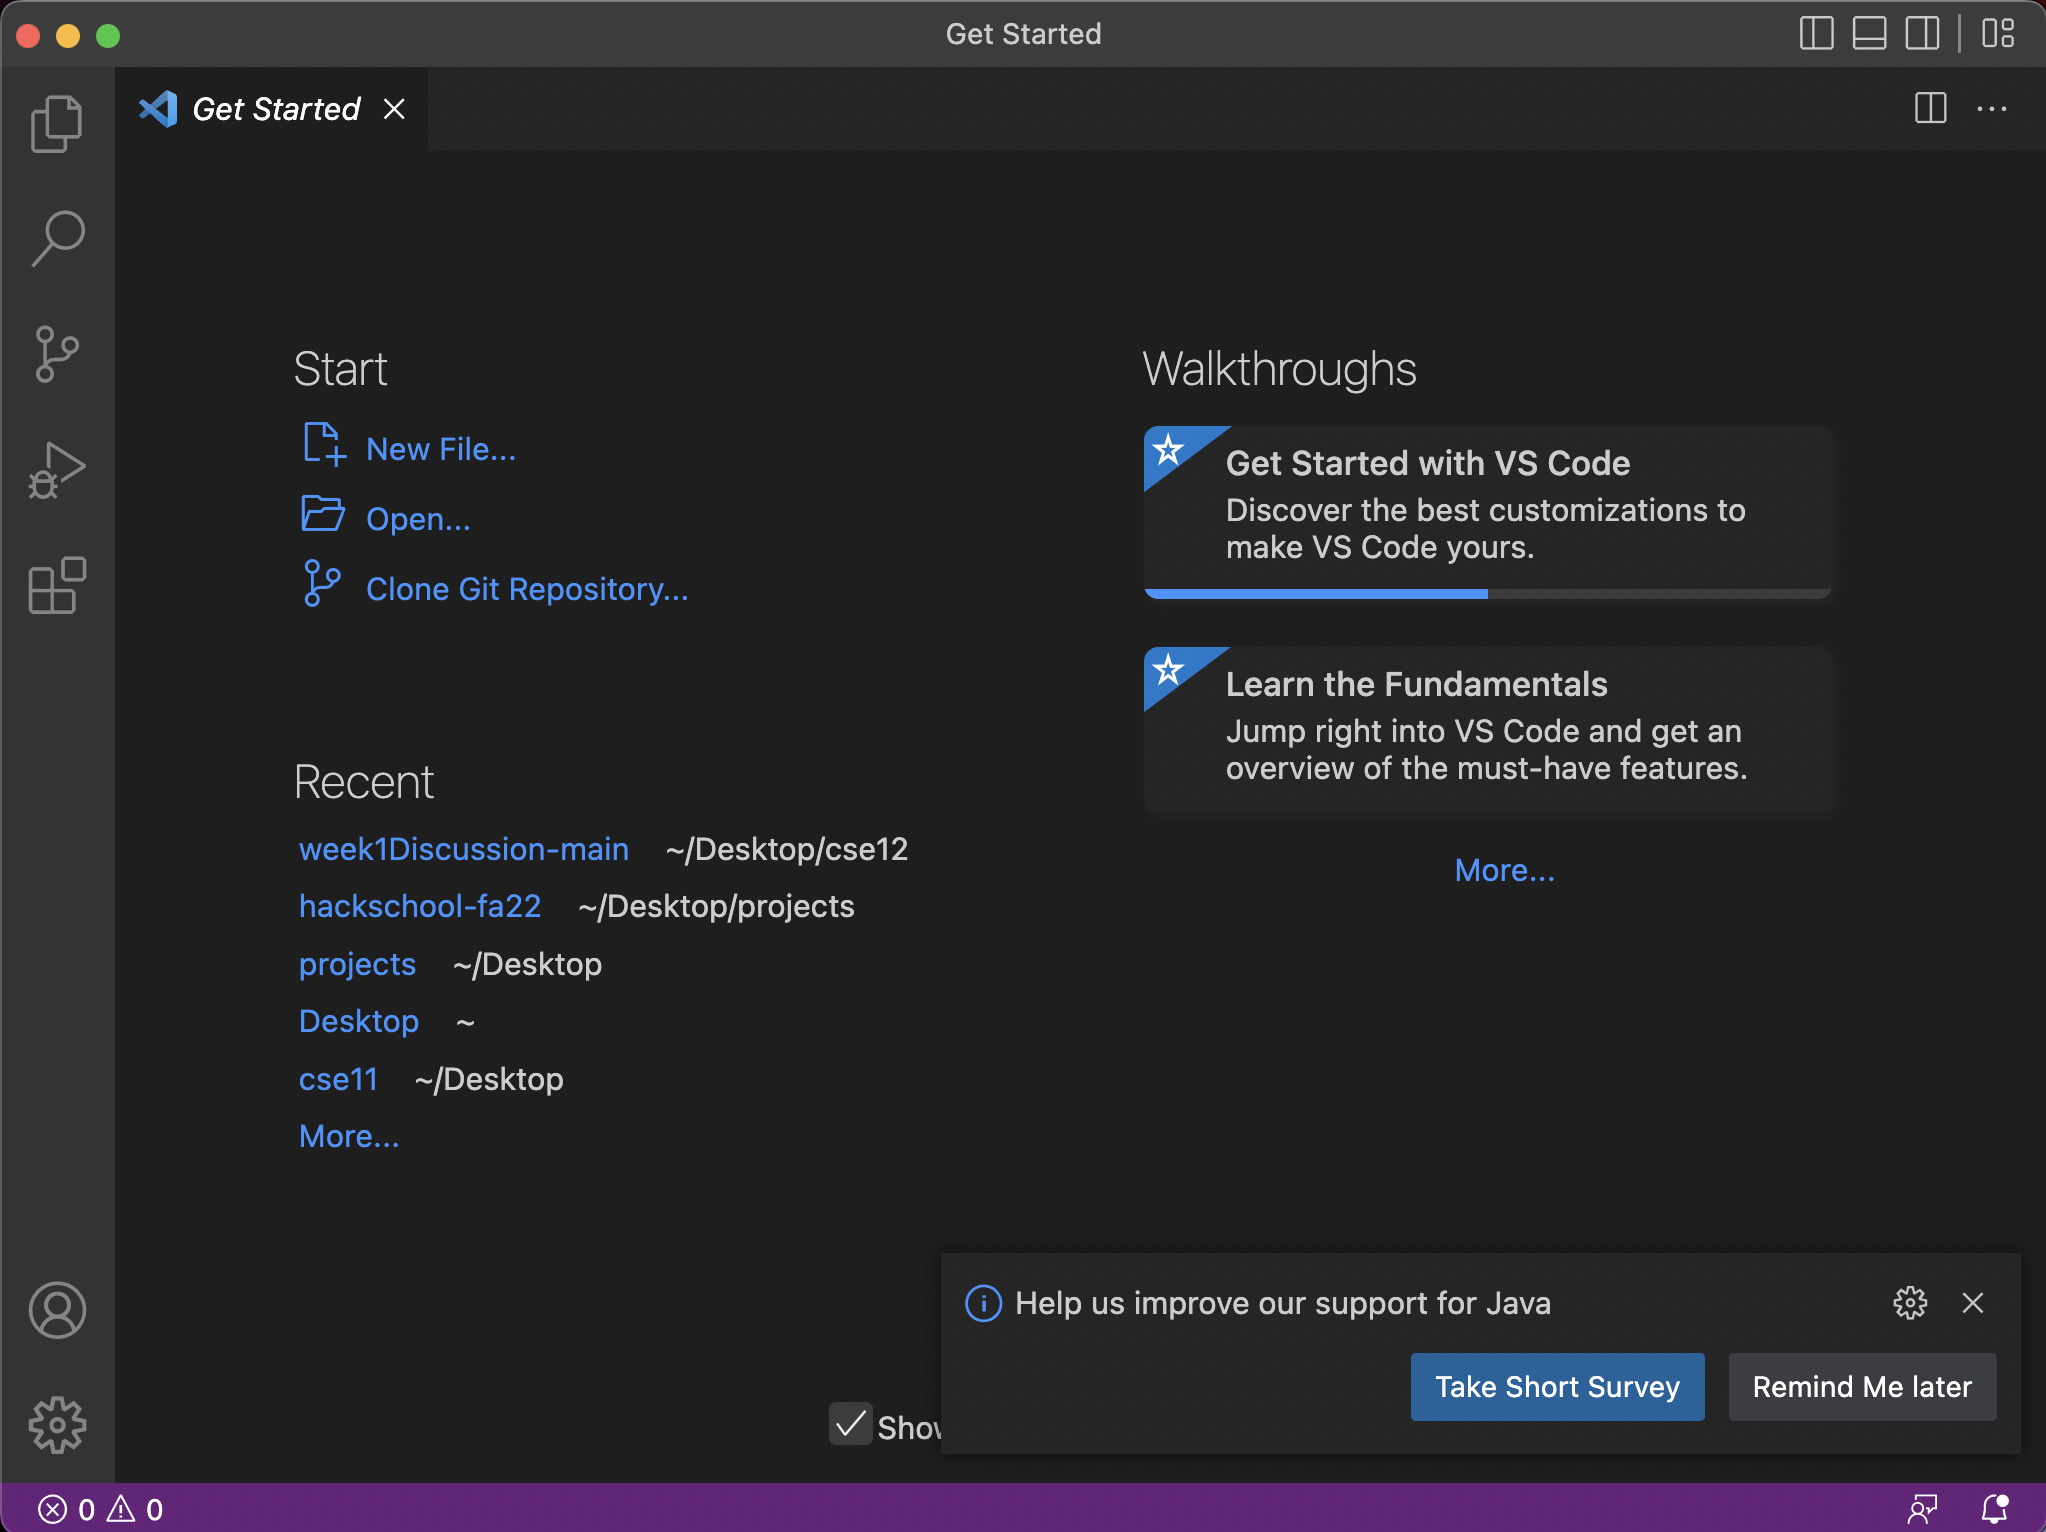 Get Started
Get Started
Start
New File...
Open...
Clone Git Repository...
Recent
week1Discussion-main ~/Desktop/cse12
hackschool-fa22 ~/Desktop/projects
projects ~/Desktop
Desktop ~
cse11 ~/Desktop
More...
Walkthroughs
Get Started with VS Code
Discover the best customizations to
make VS Code yours.
Learn the Fundamentals
Jump right into VS Code and get an
overview of the must-have features.
More...
Help us improve our support for Java
Take Short Survey Remind Me later
Show
0 0